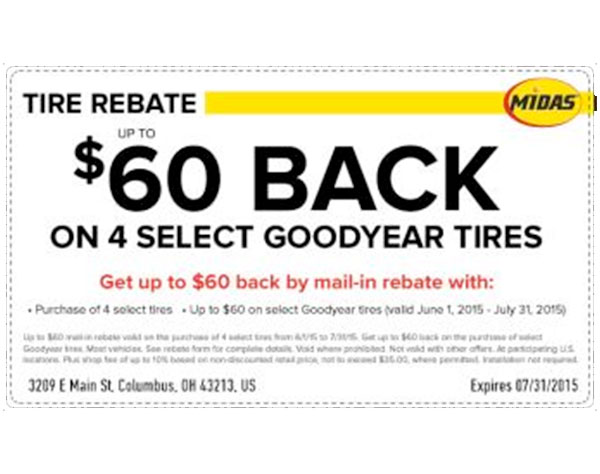 TIRE REBATE
MIDAS
UP TO
$60 BACK
ON 4 SELECT GOODYEAR TIRES
Get up to $60 back by mail-in rebate with:
• Purchase of 4 select tires • Up to $60 on select Goodyear tires (valid June 1, 2015 - July 31, 2015)
Up to $60 mail-in rebate valid on the purchase of 4 select tires from 6/1/15 to 7/31/15. Get up to $60 back on the purchase of select
Goodyear tires. Most vehicles. See rebate form for complete details. Void where prohibited. Not valid with other offers. At participating U.S.
locations. Plus shop fee of up to 10% based on non-discounted retail price, not to exceed $35.00, where permitted. Installation not required.
3209 E Main St, Columbus, OH 43213, US
Expires 07/31/2015